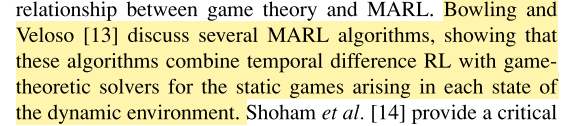 relationship between game theory and MARL. Bowling and
Veloso [13] discuss several MARL algorithms, showing that
these algorithms combine temporal difference RL with game-
theoretic solvers for the static games arising in each state of
the dynamic environment. Shoham et al. [14] provide a critical